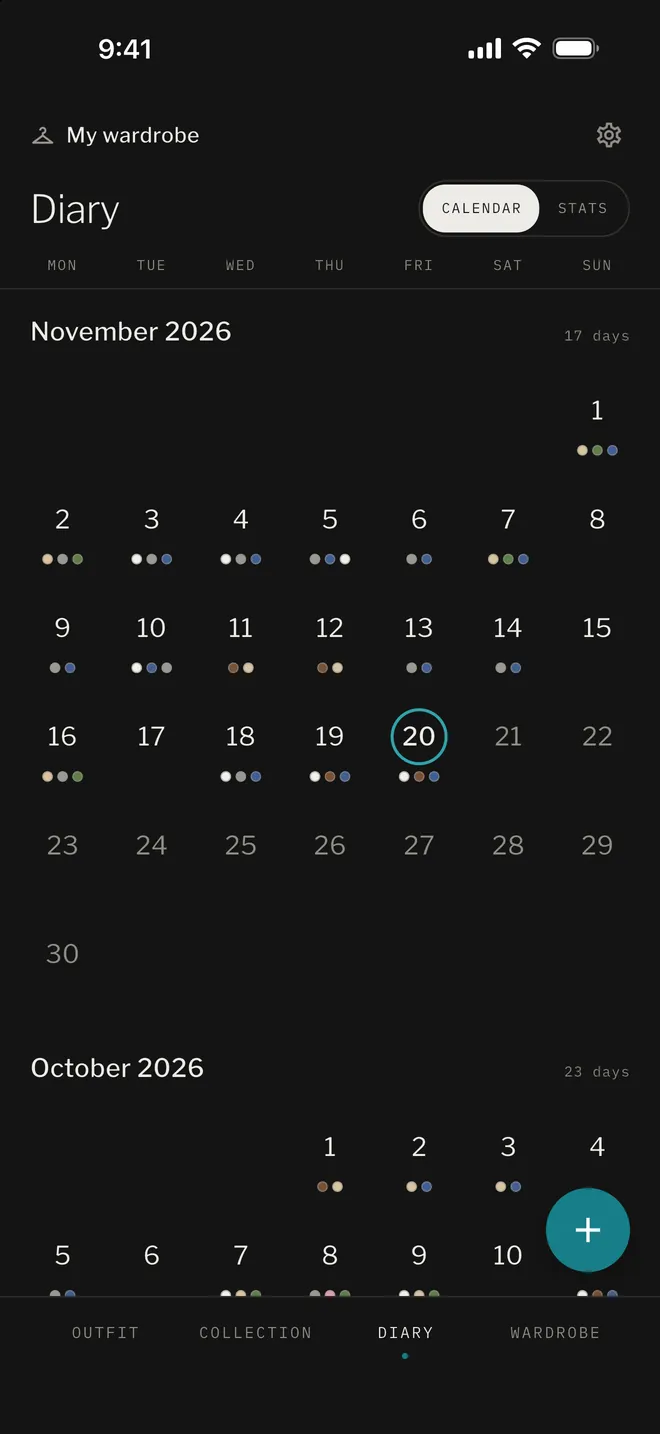 9:41
My wardrobe
Diary
CALENDAR STATS
MON TUE WED THU FRI SAT SUN
November 2026
17 days
1
2 3 4 5 6 7 8
9 10 11 12 13 14 15
16 17 18 19 20 21 22
23 24 25 26 27 28 29
30
October 2026
23 days
1 2 3 4
5 6 7 8 9 10
+
OUTFIT COLLECTION DIARY WARDROBE